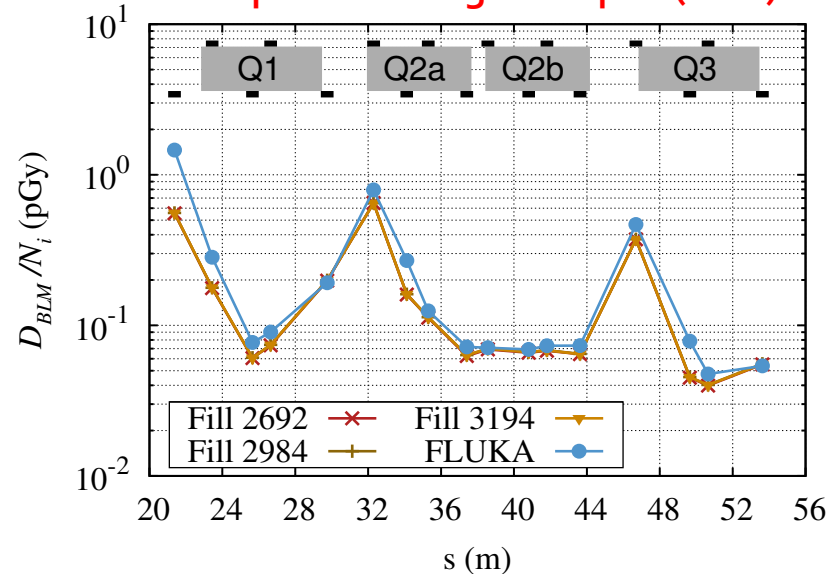 10^1
Q1 Q2a Q2b Q3
10^0
D_BLM /N_i (pGy)
10^-1
Fill 2692 Fill 3194
Fill 2984 FLUKA
10^-2
20 24 28 32 36 40 44 48 52 56
s (m)